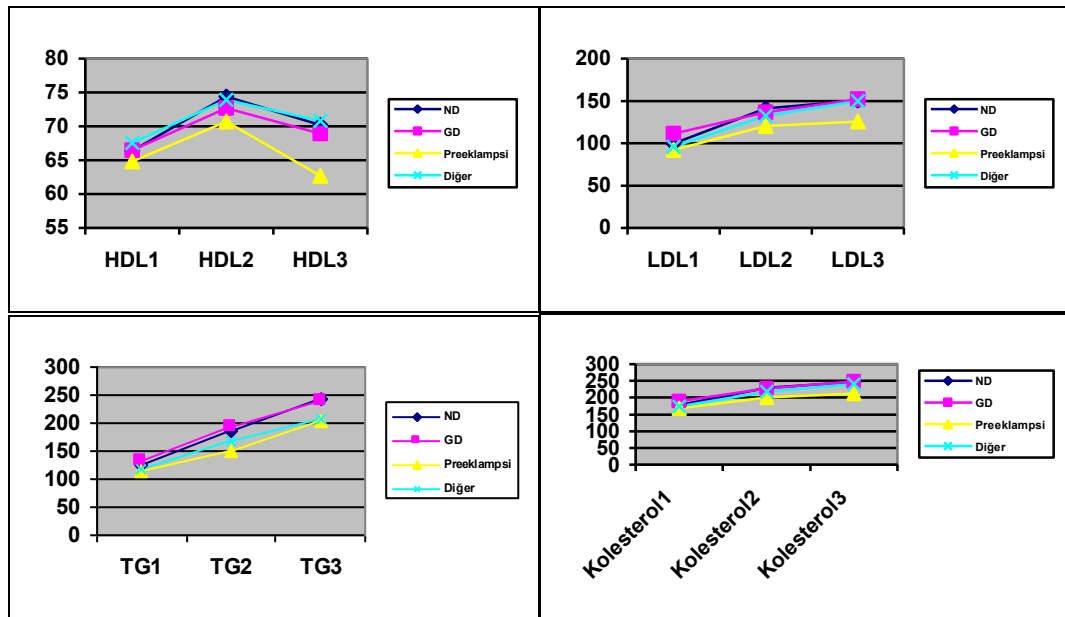 80
75
70
65
60
55
HDL1 HDL2 HDL3
ND
GD
Preeklampsi
Diğer
200
150
100
50
0
LDL1 LDL2 LDL3
ND
GD
Preeklampsi
Diğer
300
250
200
150
100
50
0
TG1 TG2 TG3
ND
GD
Preeklampsi
Diğer
300
250
200
150
100
50
0
Kolesterol1
Kolesterol2
Kolesterol3
ND
GD
Preeklampsi
Diğer